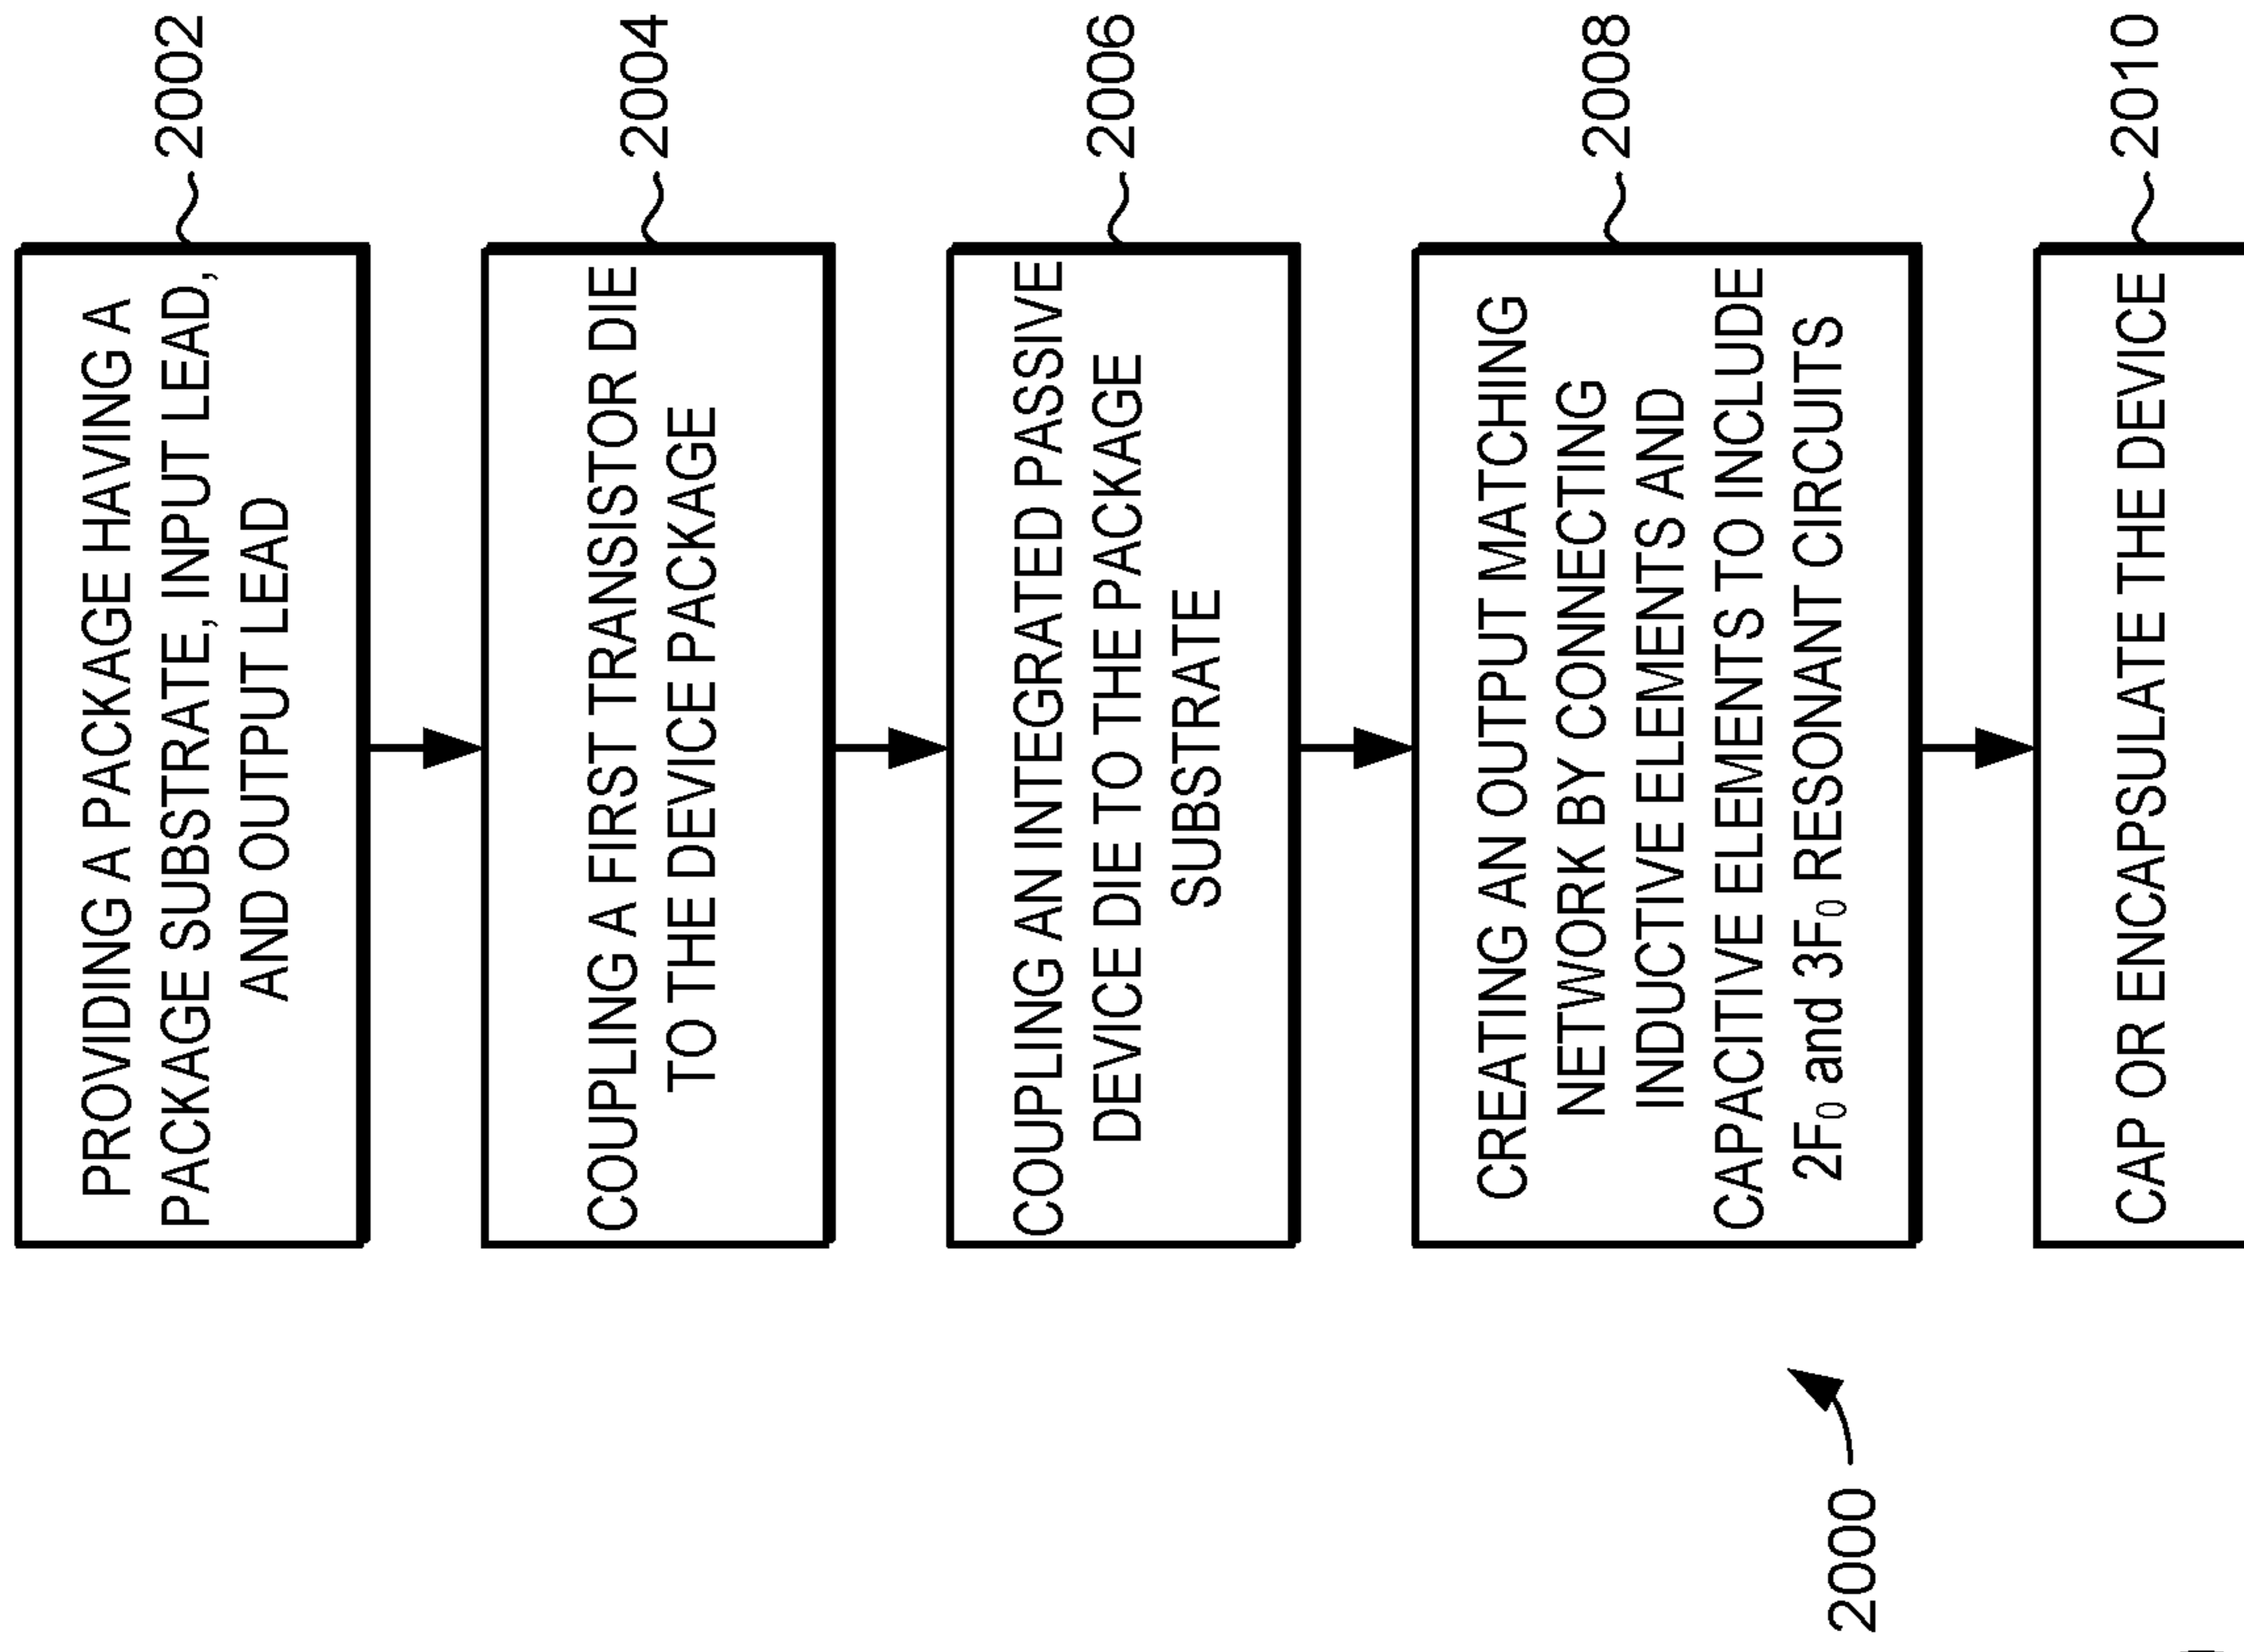 PROVIDING A PACKAGE HAVING A
PACKAGE SUBSTRATE, INPUT LEAD,
AND OUTPUT LEAD
2002
COUPLING A FIRST TRANSISTOR DIE
TO THE DEVICE PACKAGE
2004
COUPLING AN INTEGRATED PASSIVE
DEVICE DIE TO THE PACKAGE
SUBSTRATE
2006
CREATING AN OUTPUT MATCHING
NETWORK BY CONNECTING
INDUCTIVE ELEMENTS AND
CAPACITIVE ELEMENTS TO INCLUDE
2F₀ and 3F₀ RESONANT CIRCUITS
2008
CAP OR ENCAPSULATE THE DEVICE
2010
2000